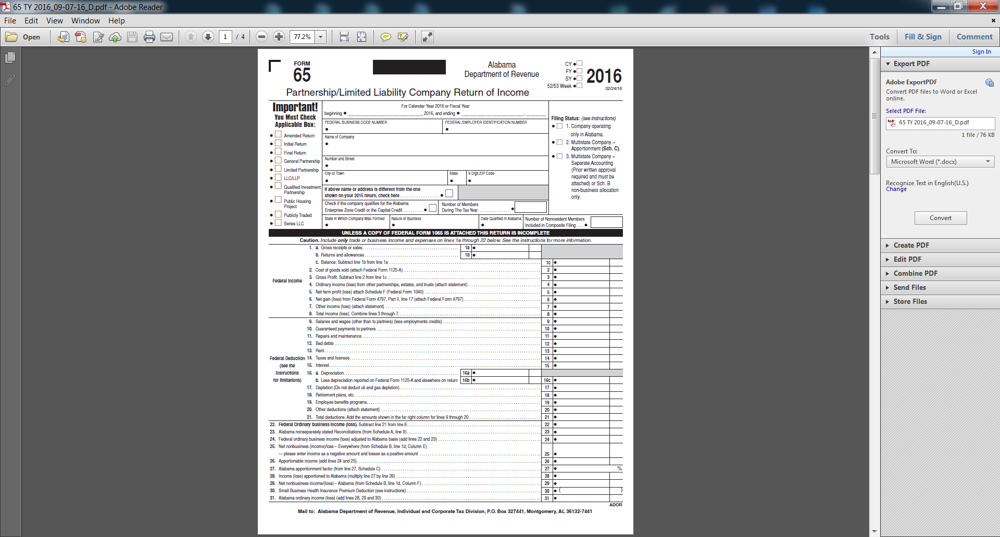 65 TY 2016_09-07-16_D.pdf - Adobe Reader
File Edit View Window Help
Open 1 / 4 77.2% Tools Fill & Sign Comment
Sign In
Export PDF
Adobe ExportPDF
Convert PDF files to Word or Excel
online.
Select PDF File:
65 TY 2016_09-07-16_D.pdf
1 file / 76 KB
Convert To:
Microsoft Word (*.docx)
Recognize Text in English(U.S.)
Change
Convert
Create PDF
Edit PDF
Combine PDF
Send Files
Store Files
FORM
65
Alabama
Department of Revenue
CY
FY
SY
52/53 Week
2016
02/24/16
Partnership/Limited Liability Company Return of Income
Important!
You Must Check
Applicable Box:
Amended Return
Initial Return
Final Return
General Partnership
Limited Partnership
LLC/LLP
Qualified Investment
Partnership
Public Housing
Project
Publicly Traded
Series LLC
For Calendar Year 2016 or Fiscal Year
beginning ● ____________, 2016, and ending ● ____________, ______
FEDERAL BUSINESS CODE NUMBER
FEDERAL EMPLOYER IDENTIFICATION NUMBER
Name of Company
Number and Street
City or Town State 9 Digit ZIP Code
If above name or address is different from the one
shown on your 2015 return, check here
Check if the company qualifies for the Alabama
Enterprise Zone Credit or the Capital Credit
Number of Members
During The Tax Year
Filing Status: (see instructions)
1. Company operating
only in Alabama.
2. Multistate Company –
Apportionment (Sch. C).
3. Multistate Company –
Separate Accounting
(Prior written approval
required and must be
attached) or Sch. B
non-business allocation
only.
State in Which Company Was Formed
Nature of Business
Date Qualified in Alabama
Number of Nonresident Members
Included in Composite Filing . . .
UNLESS A COPY OF FEDERAL FORM 1065 IS ATTACHED THIS RETURN IS INCOMPLETE
Caution. Include only trade or business income and expenses on lines 1a through 22 below. See the instructions for more information.
Federal Income
1. a. Gross receipts or sales 1a
b. Returns and allowances 1b
c. Balance. Subtract line 1b from line 1a 1c
2. Cost of goods sold (attach Federal Form 1125-A) 2
3. Gross Profit. Subtract line 2 from line 1c 3
4. Ordinary income (loss) from other partnerships, estates, and trusts (attach statement) 4
5. Net farm profit (loss) attach Schedule F (Federal Form 1040) 5
6. Net gain (loss) from Federal Form 4797, Part II, line 17 (attach Federal Form 4797) 6
7. Other income (loss) (attach statement) 7
8. Total income (loss). Combine lines 3 through 7 8
Federal Deduction
(see the
instructions
for limitations)
9. Salaries and wages (other than to partners) (less employments credits) 9
10. Guaranteed payments to partners 10
11. Repairs and maintenance 11
12. Bad debts 12
13. Rent 13
14. Taxes and licenses 14
15. Interest 15
16. a. Depreciation 16a
b. Less depreciation reported on Federal Form 1125-A and elsewhere on return 16b 16c
17. Depletion (Do not deduct oil and gas depletion) 17
18. Retirement plans, etc. 18
19. Employee benefits programs 19
20. Other deductions (attach statement) 20
21. Total deductions. Add the amounts shown in the far right column for lines 9 through 20 21
22. Federal Ordinary business income (loss). Subtract line 21 from line 8 22
23. Alabama nonseparately stated Reconciliations (from Schedule A, line 9) 23
24. Federal ordinary business income (loss) adjusted to Alabama basis (add lines 22 and 23) 24
25. Net nonbusiness (income)/loss – Everywhere (from Schedule B, line 1d, Column E)
— please enter income as a negative amount and losses as a positive amount 25
26. Apportionable income (add lines 24 and 25) 26
27. Alabama apportionment factor (from line 27, Schedule C) 27 %
28. Income (loss) apportioned to Alabama (multiply line 27 by line 26) 28
29. Net nonbusiness income/(loss) – Alabama (from Schedule B, line 1d, Column F) 29
30. Small Business Health Insurance Premium Deduction (see instructions) 30 ( )
31. Alabama ordinary income (loss) (add lines 28, 29 and 30) 31
ADOR
Mail to: Alabama Department of Revenue, Individual and Corporate Tax Division, P.O. Box 327441, Montgomery, AL 36132-7441